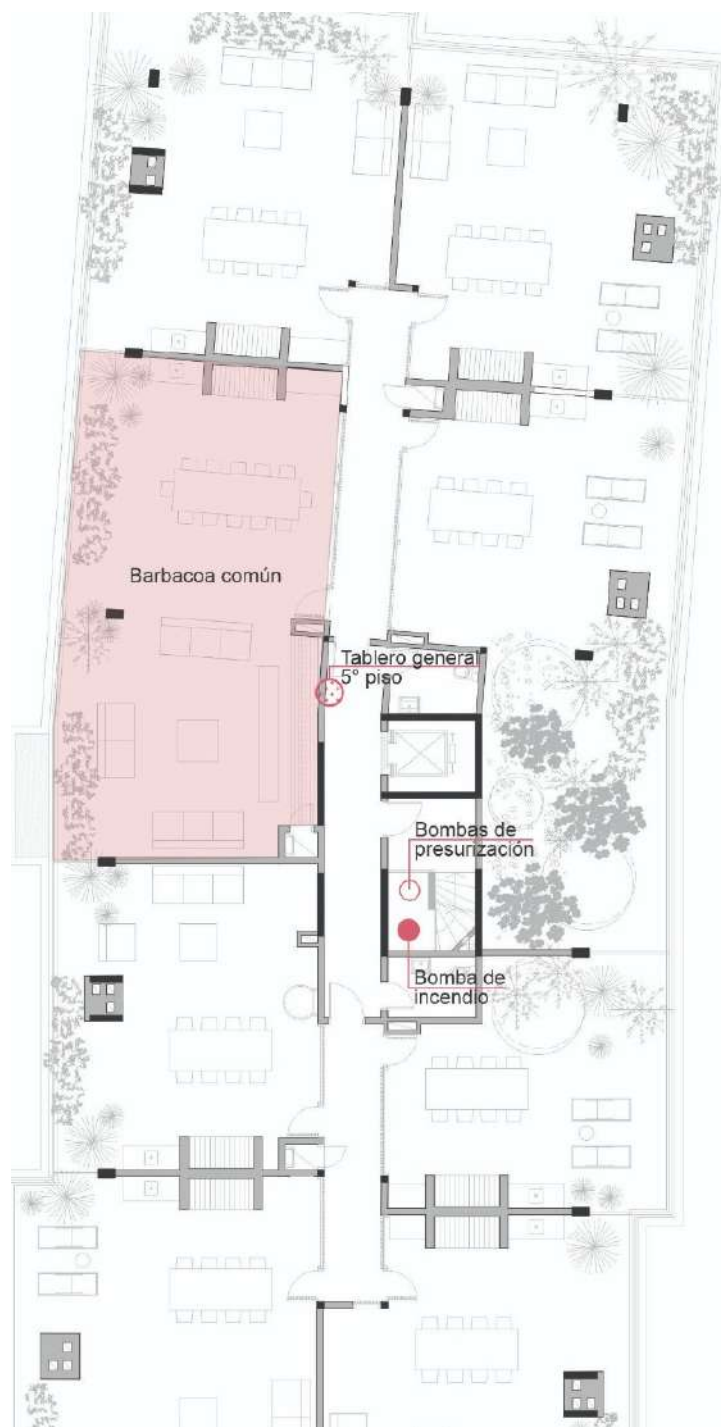 Barbacoa común
Tablero general
5° piso
Bombas de
presurización
Bomba de
incendio